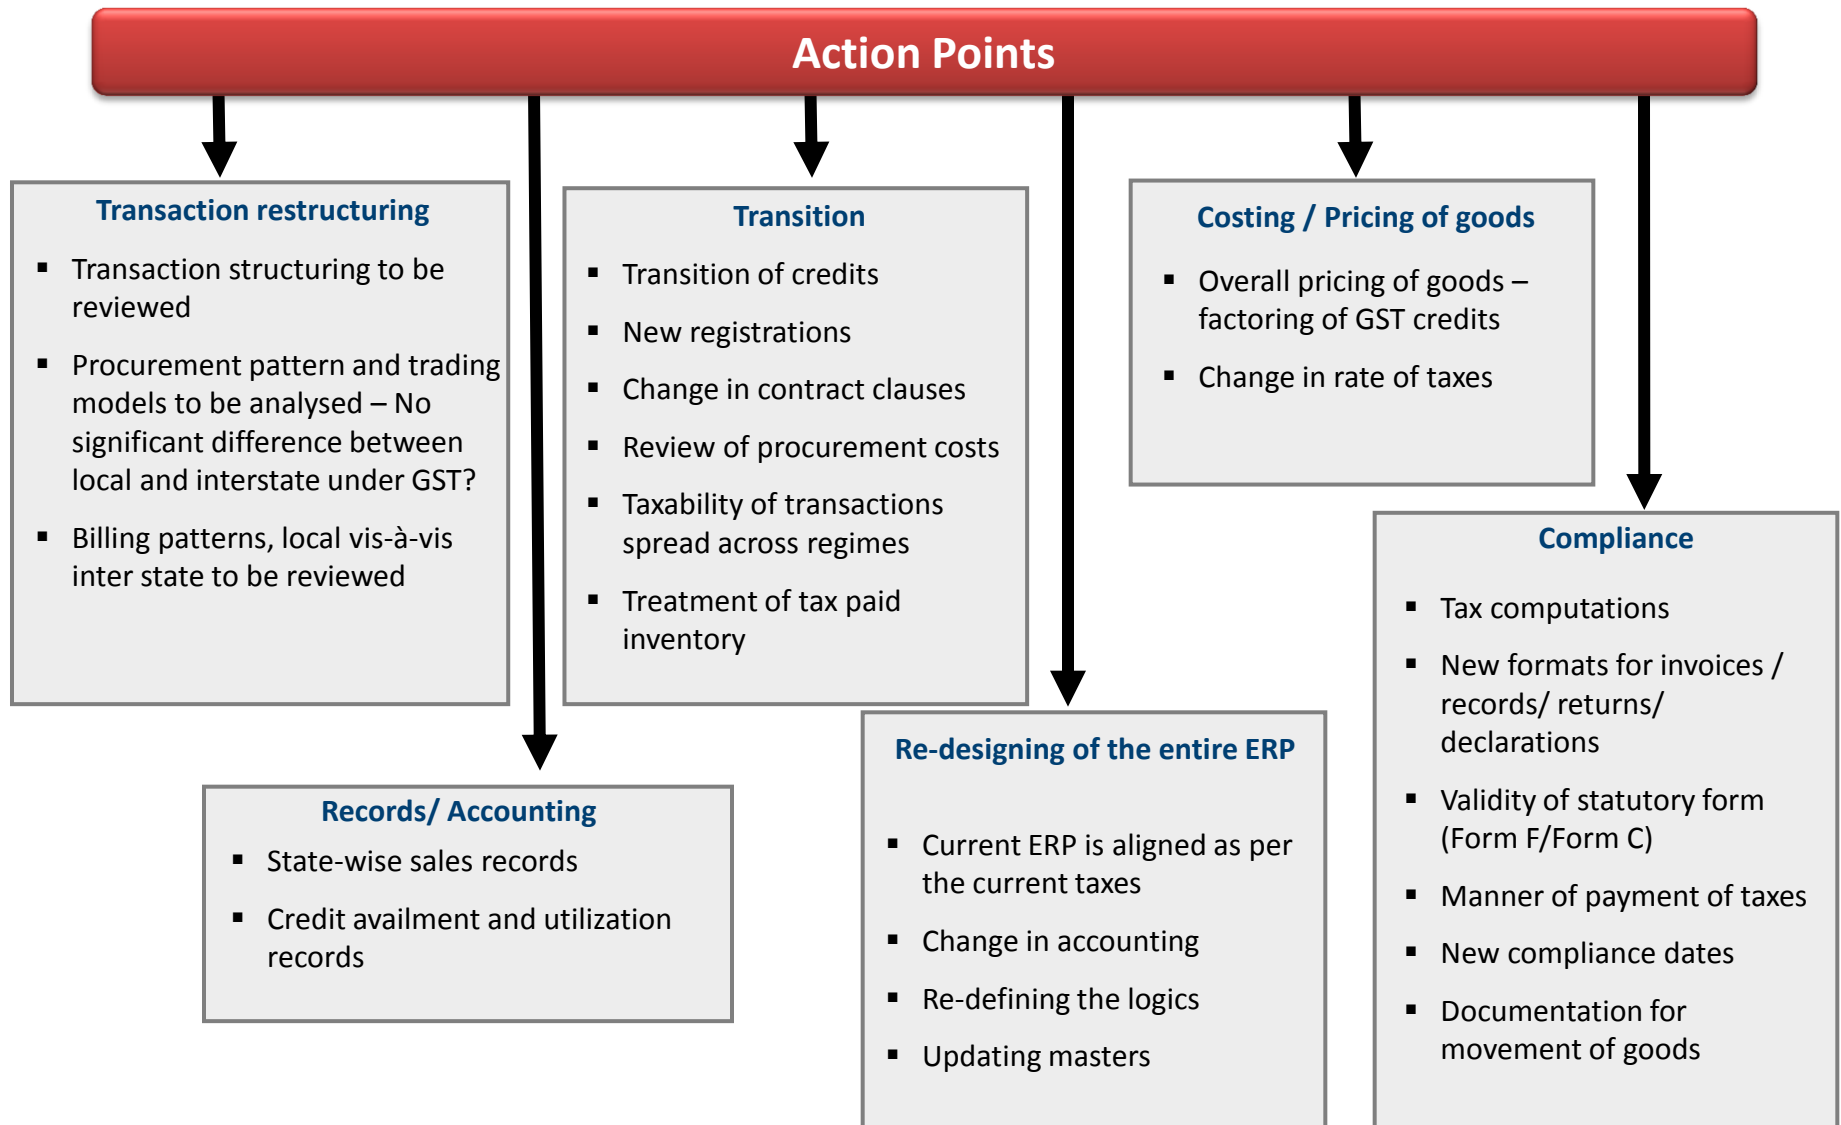 Action Points
Transaction restructuring
▪ Transaction structuring to be
reviewed
▪ Procurement pattern and trading
models to be analysed – No
significant difference between
local and interstate under GST?
▪ Billing patterns, local vis-à-vis
inter state to be reviewed
Transition
▪ Transition of credits
▪ New registrations
▪ Change in contract clauses
▪ Review of procurement costs
▪ Taxability of transactions
spread across regimes
▪ Treatment of tax paid
inventory
Costing / Pricing of goods
▪ Overall pricing of goods –
factoring of GST credits
▪ Change in rate of taxes
Records/ Accounting
▪ State-wise sales records
▪ Credit availment and utilization
records
Re-designing of the entire ERP
▪ Current ERP is aligned as per
the current taxes
▪ Change in accounting
▪ Re-defining the logics
▪ Updating masters
Compliance
▪ Tax computations
▪ New formats for invoices /
records/ returns/
declarations
▪ Validity of statutory form
(Form F/Form C)
▪ Manner of payment of taxes
▪ New compliance dates
▪ Documentation for
movement of goods